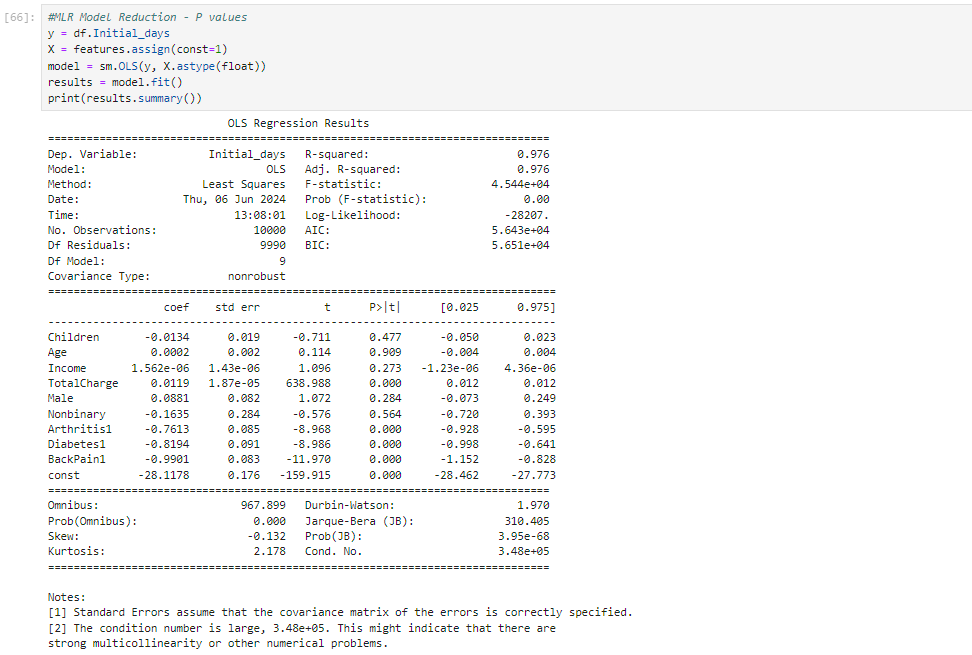 [66]: #MLR Model Reduction - P values
y = df.Initial_days
X = features.assign(const=1)
model = sm.OLS(y, X.astype(float))
results = model.fit()
print(results.summary())
OLS Regression Results
==============================================================================
Dep. Variable: Initial_days R-squared: 0.976
Model: OLS Adj. R-squared: 0.976
Method: Least Squares F-statistic: 4.544e+04
Date: Thu, 06 Jun 2024 Prob (F-statistic): 0.00
Time: 13:08:01 Log-Likelihood: -28207.
No. Observations: 10000 AIC: 5.643e+04
Df Residuals: 9990 BIC: 5.651e+04
Df Model: 9
Covariance Type: nonrobust
===============================================================================
coef std err t P>|t| [0.025 0.975]
-------------------------------------------------------------------------------
Children -0.0134 0.019 -0.711 0.477 -0.050 0.023
Age 0.0002 0.002 0.114 0.909 -0.004 0.004
Income 1.562e-06 1.43e-06 1.096 0.273 -1.23e-06 4.36e-06
TotalCharge 0.0119 1.87e-05 638.988 0.000 0.012 0.012
Male 0.0881 0.082 1.072 0.284 -0.073 0.249
Nonbinary -0.1635 0.284 -0.576 0.564 -0.720 0.393
Arthritis1 -0.7613 0.085 -8.968 0.000 -0.928 -0.595
Diabetes1 -0.8194 0.091 -8.986 0.000 -0.998 -0.641
BackPain1 -0.9901 0.083 -11.970 0.000 -1.152 -0.828
const -28.1178 0.176 -159.915 0.000 -28.462 -27.773
==============================================================================
Omnibus: 967.899 Durbin-Watson: 1.970
Prob(Omnibus): 0.000 Jarque-Bera (JB): 310.405
Skew: -0.132 Prob(JB): 3.95e-68
Kurtosis: 2.178 Cond. No. 3.48e+05
==============================================================================
Notes:
[1] Standard Errors assume that the covariance matrix of the errors is correctly specified.
[2] The condition number is large, 3.48e+05. This might indicate that there are
strong multicollinearity or other numerical problems.